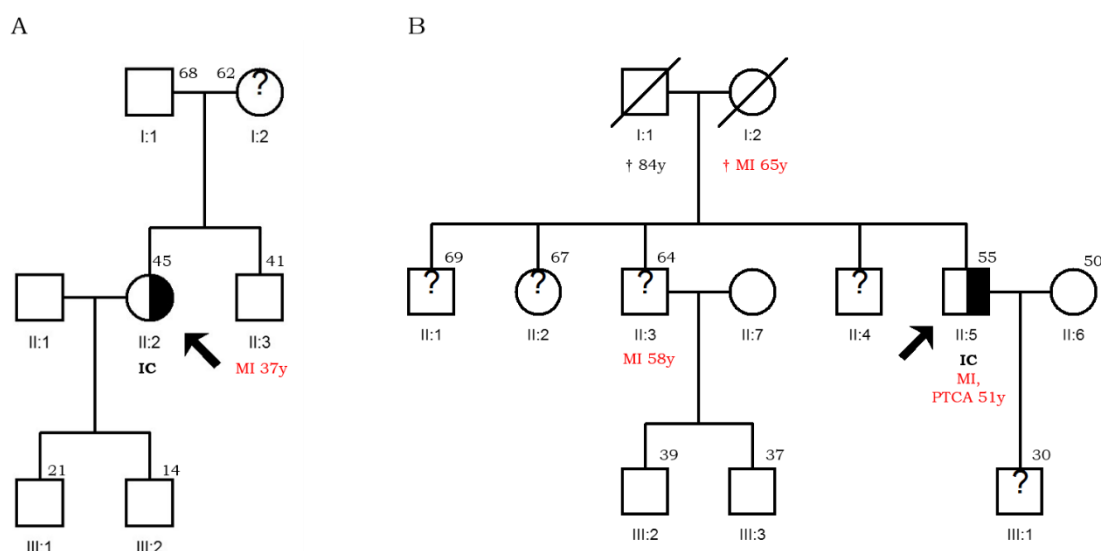 A
B
68 62 ?
I:1 I:2
I:1 I:2
† 84y † MI 65y
45 41
II:1 II:2 II:3
IC MI 37y
69 67 64 55 50
? ? ? ?
II:1 II:2 II:3 II:7 II:4 II:5 II:6
MI 58y
IC
MI,
PTCA 51y
21 14
III:1 III:2
39 37 30
?
III:2 III:3 III:1